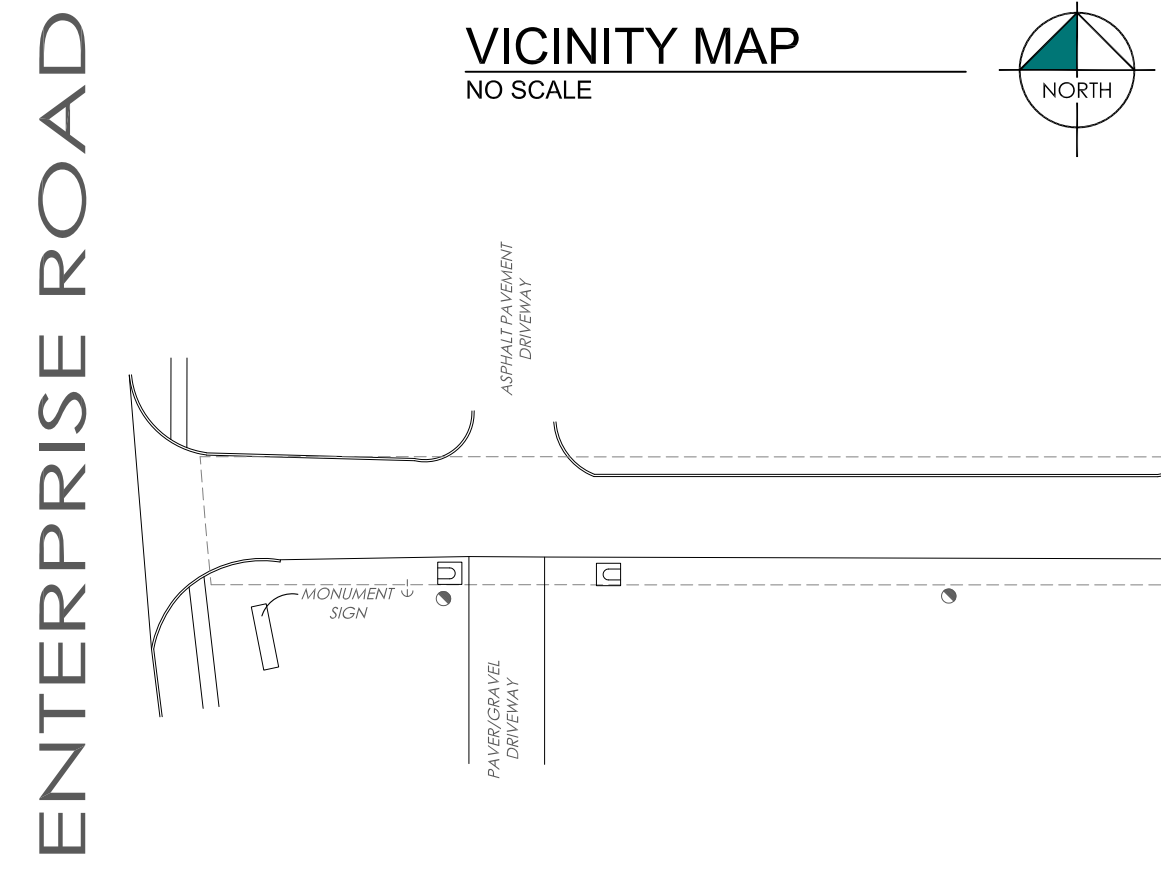 VICINITY MAP
NO SCALE
NORTH
ENTERPRISE ROAD
ASPHALT PAVEMENT
DRIVEWAY
MONUMENT
SIGN
PAVER/GRAVEL
DRIVEWAY